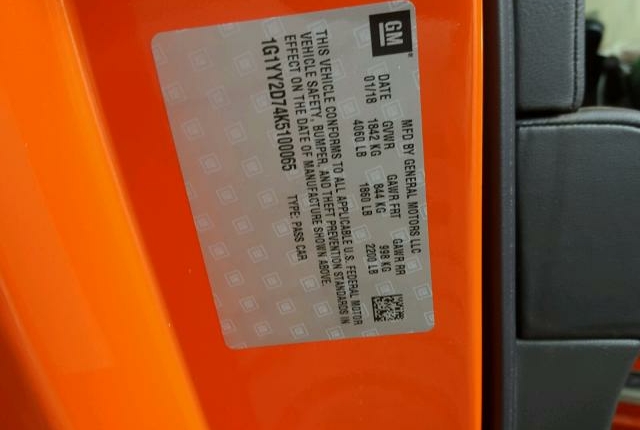 GM
MFD BY GENERAL MOTORS LLC
DATE GVWR GAWR FRT GAWR RR
01/18 1842 KG 844 KG 998 KG
4060 LB 1860 LB 2200 LB
THIS VEHICLE CONFORMS TO ALL APPLICABLE U.S. FEDERAL MOTOR
VEHICLE SAFETY, BUMPER, AND THEFT PREVENTION STANDARDS IN
EFFECT ON THE DATE OF MANUFACTURE SHOWN ABOVE.
1G1YY2D74K5100065 TYPE: PASS CAR